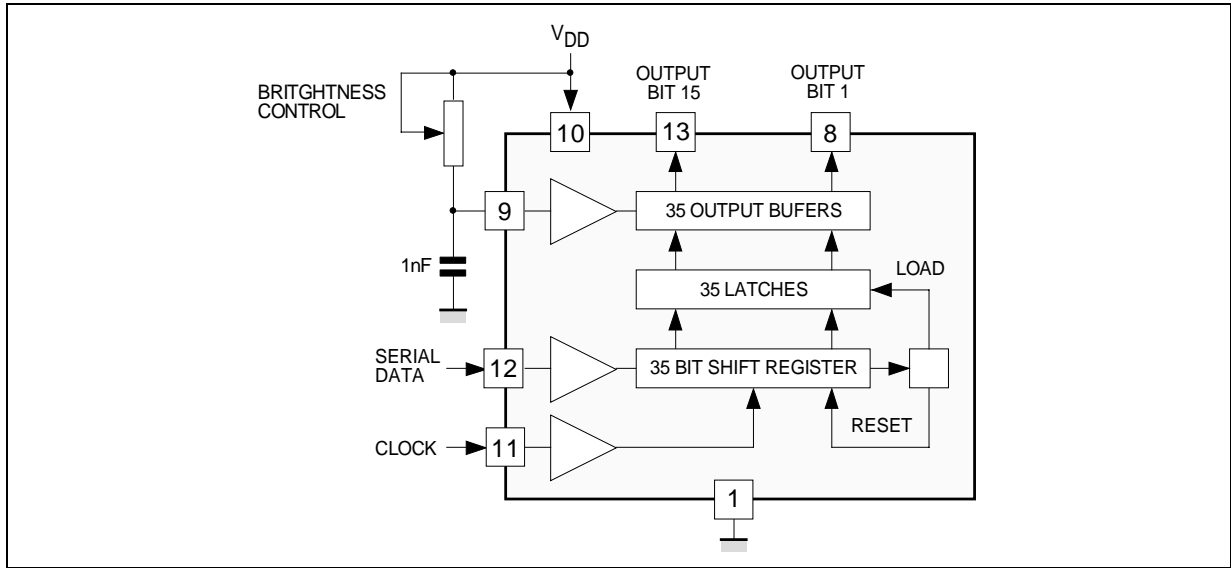 VDD
BRITGHTNESS
CONTROL
OUTPUT
BIT 15
OUTPUT
BIT 1
10
13
8
9
35 OUTPUT BUFERS
1nF
LOAD
35 LATCHES
SERIAL
DATA
12
35 BIT SHIFT REGISTER
RESET
CLOCK
11
1